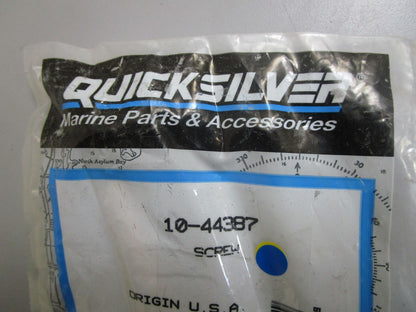 QUICKSILVER
Marine Parts & Accessories
10-44387
SCREW
ORIGIN U.S.A.